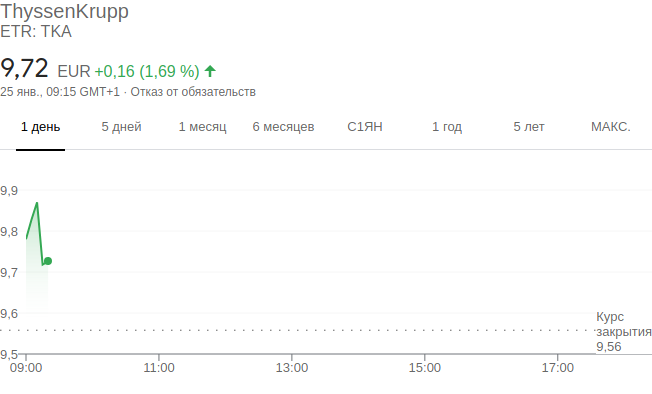 ThyssenKrupp
ETR: TKA
9,72 EUR +0,16 (1,69 %)
25 янв., 09:15 GMT+1 · Отказ от обязательств
1 день 5 дней 1 месяц 6 месяцев С1ЯН 1 год 5 лет МАКС.
9,9
9,8
9,7
9,6
Курс
закрытия
9,56
9,5
09:00 11:00 13:00 15:00 17:00